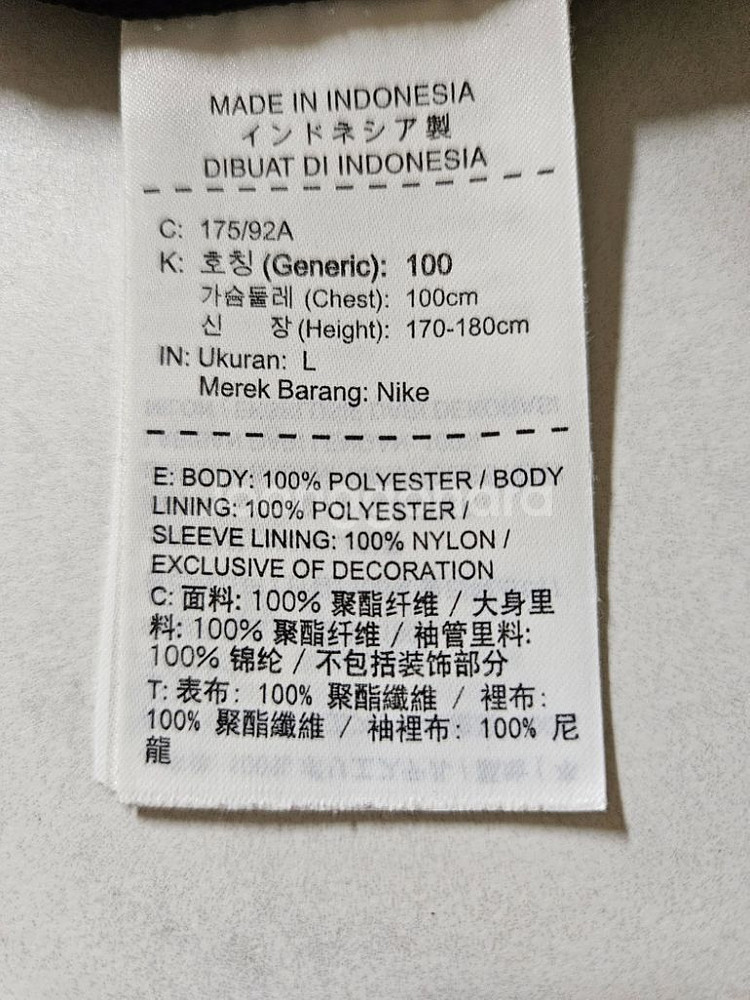 MADE IN INDONESIA
インドネシア製
DIBUAT DI INDONESIA
C: 175/92A
K: 호칭 (Generic): 100
가슴둘레 (Chest): 100cm
신 장 (Height): 170-180cm
IN: Ukuran: L
Merek Barang: Nike
E: BODY: 100% POLYESTER / BODY
LINING: 100% POLYESTER /
SLEEVE LINING: 100% NYLON /
EXCLUSIVE OF DECORATION
C: 面料: 100% 聚酯纤维 / 大身里
料: 100% 聚酯纤维 / 袖管里料:
100% 锦纶 / 不包括装饰部分
T: 表布: 100% 聚酯纖維 / 裡布:
100% 聚酯纖維 / 袖裡布: 100% 尼
龍